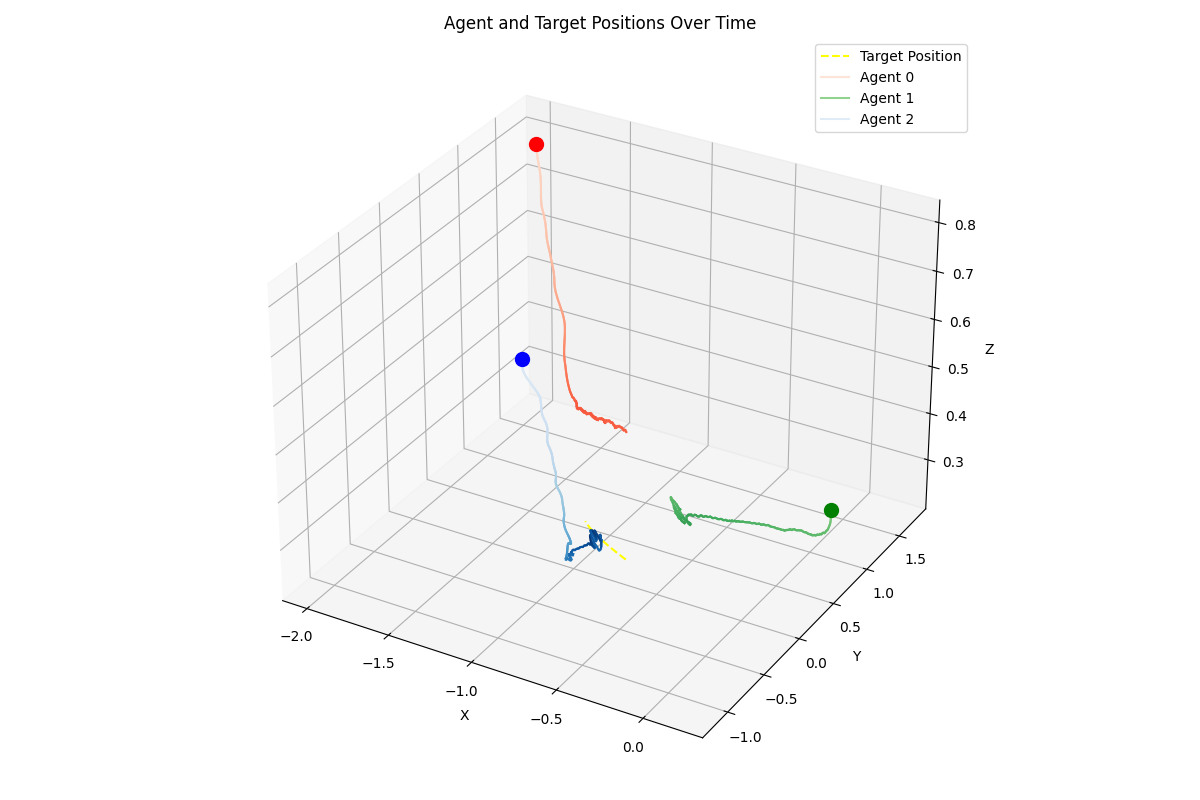 Agent and Target Positions Over Time
Target Position
Agent 0
Agent 1
Agent 2
0.8
0.7
0.6
0.5
0.4
0.3
Z
1.5
1.0
0.5
0.0
−0.5
−1.0
Y
−2.0
−1.5
−1.0
−0.5
0.0
X